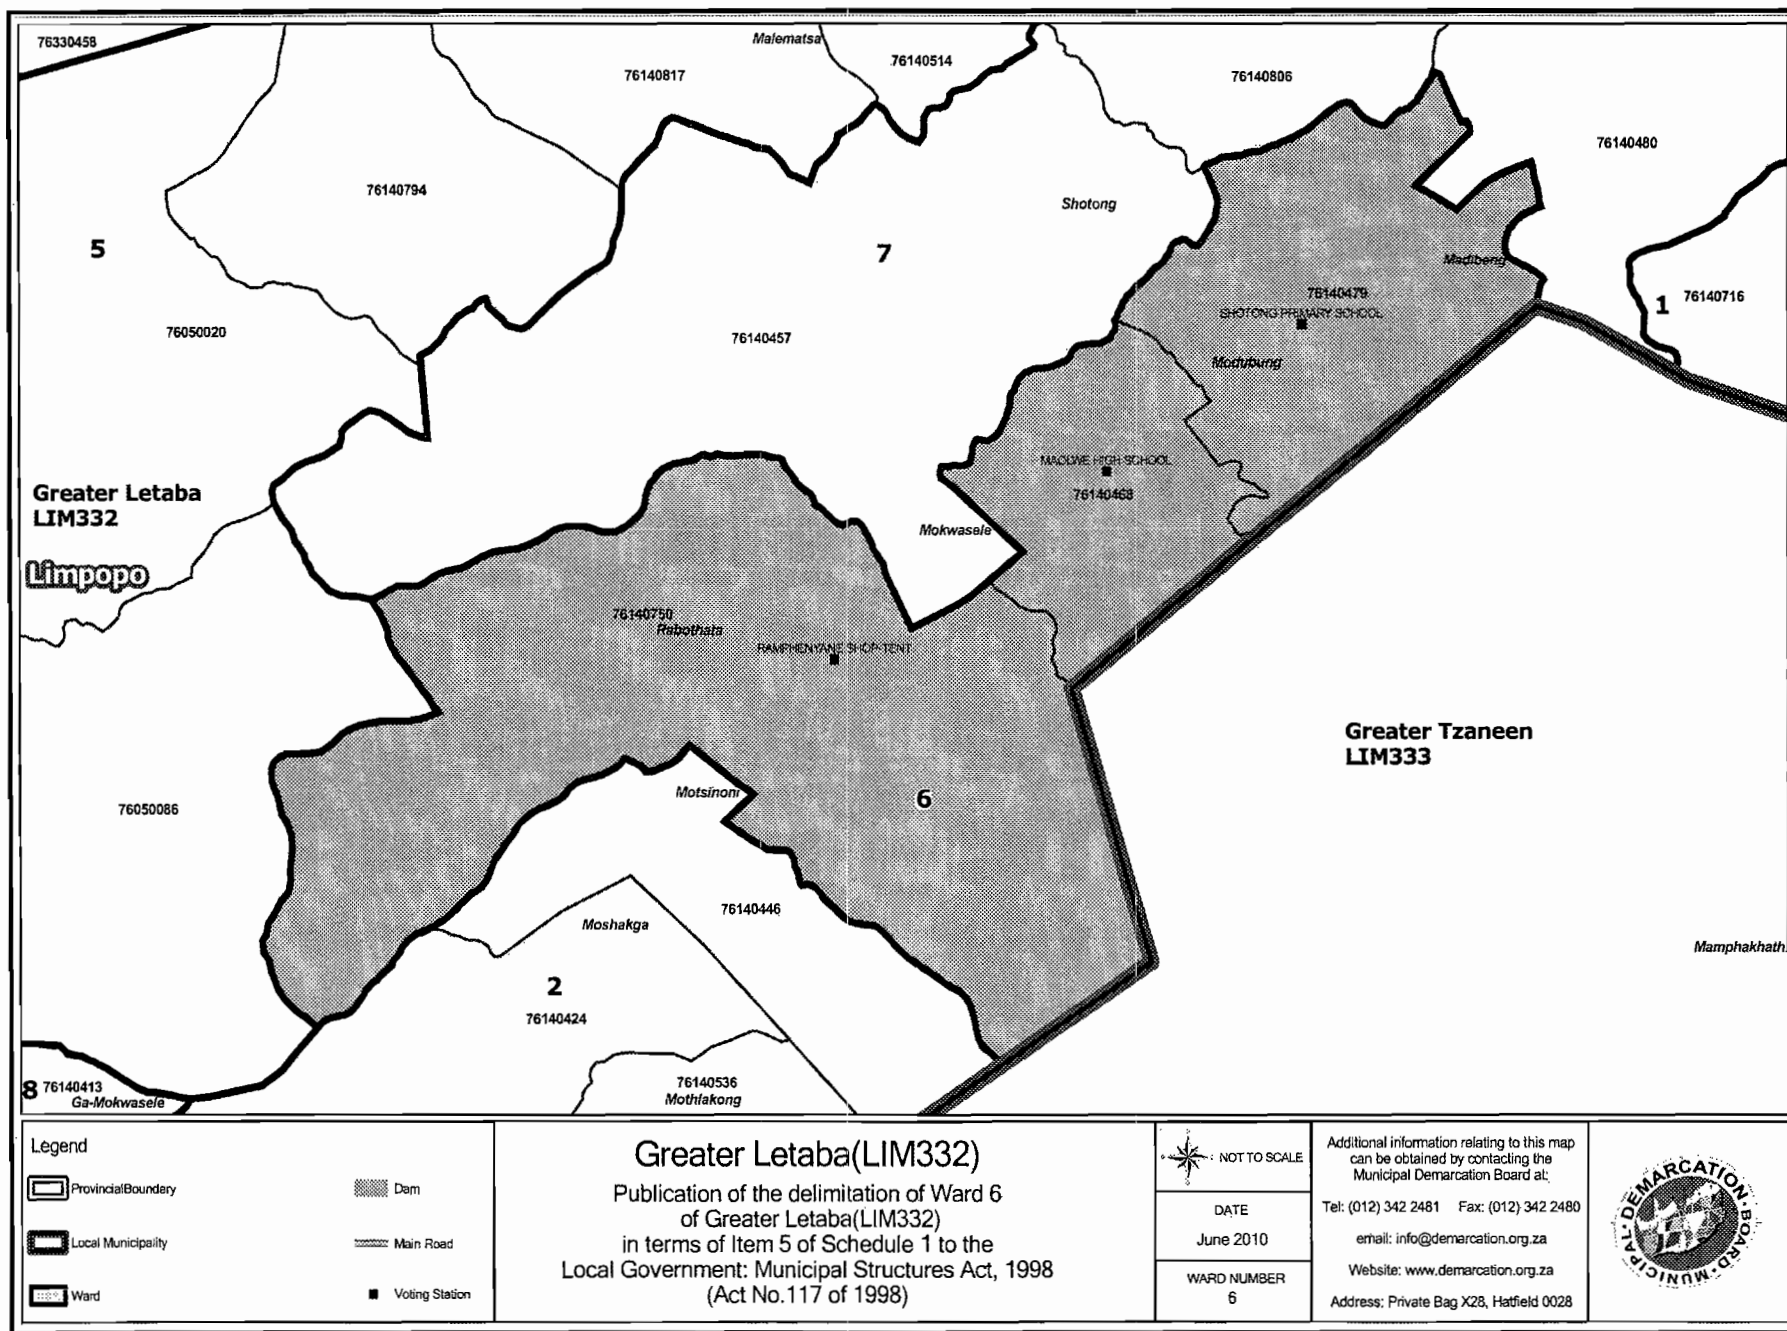 76330458
Malematsa
76140514
76140817
76140806
76140480
76140794
Shotong
5
7
Madibeng
76140479
1
76140716
SHOTONG PRIMARY SCHOOL
76050020
76140457
Modubung
MAOLWE HIGH SCHOOL
76140468
Greater Letaba
LIM332
Mokwasele
Limpopo
76140750
Rabothata
RAMPHENYANE SHOP-TENT
Greater Tzaneen
LIM333
Motsinoni
6
76050086
76140446
Moshakga
Mamphakhath
2
76140424
8
76140413
Ga-Mokwasele
76140536
Mothlakong
Legend
ProvincialBoundary
Dam
Local Municipality
Main Road
Ward
Voting Station
Greater Letaba(LIM332)
Publication of the delimitation of Ward 6
of Greater Letaba(LIM332)
in terms of Item 5 of Schedule 1 to the
Local Government: Municipal Structures Act, 1998
(Act No.117 of 1998)
NOT TO SCALE
DATE
June 2010
WARD NUMBER
6
Additional information relating to this map
can be obtained by contacting the
Municipal Demarcation Board at:
Tel: (012) 342 2481 Fax: (012) 342 2480
email: info@demarcation.org.za
Website: www.demarcation.org.za
Address: Private Bag X28, Hatfield 0028
MUNICIPAL DEMARCATION BOARD